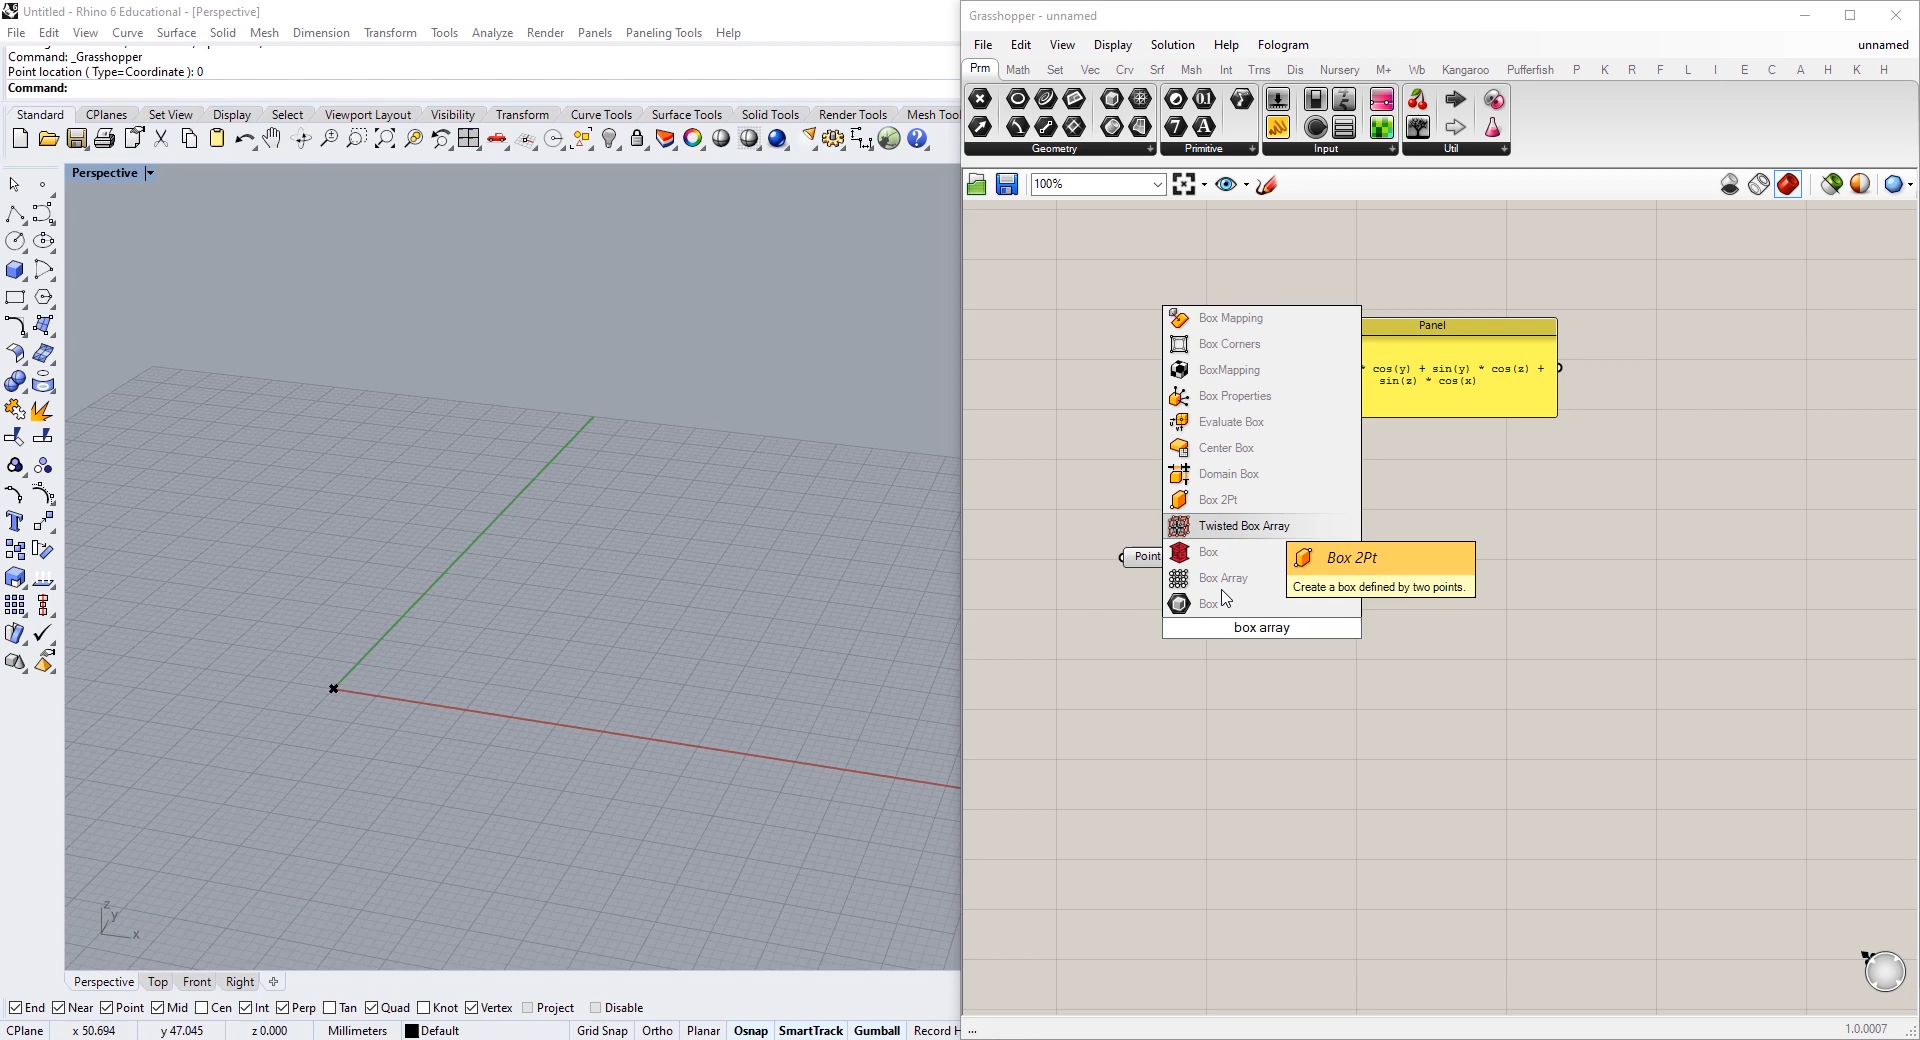 Untitled - Rhino 6 Educational - [Perspective]
File Edit View Curve Surface Solid Mesh Dimension Transform Tools Analyze Render Panels Paneling Tools Help
Command: _Grasshopper
Point location ( Type=Coordinate ): 0
Command:
Standard CPlanes Set View Display Select Viewport Layout Visibility Transform Curve Tools Surface Tools Solid Tools Render Tools Mesh Tool
Perspective
z
y
x
Perspective Top Front Right
End Near Point Mid Cen Int Perp Tan Quad Knot Vertex Project Disable
CPlane x 50.694 y 47.045 z 0.000 Millimeters Default Grid Snap Ortho Planar Osnap SmartTrack Gumball Record H
Grasshopper - unnamed
File Edit View Display Solution Help Fologram unnamed
Prm Math Set Vec Crv Srf Msh Int Trns Dis Nursery M+ Wb Kangaroo Pufferfish P K R F L I E C A H K H
Geometry Primitive Input Util
100%
Box Mapping
Box Corners
BoxMapping
Box Properties
Evaluate Box
Center Box
Domain Box
Box 2Pt
Twisted Box Array
Box
Box Array
Box
box array
Panel
* cos(y) + sin(y) * cos(z) +
sin(z) * cos(x)
Point
Box 2Pt
Create a box defined by two points.
...
1.0.0007